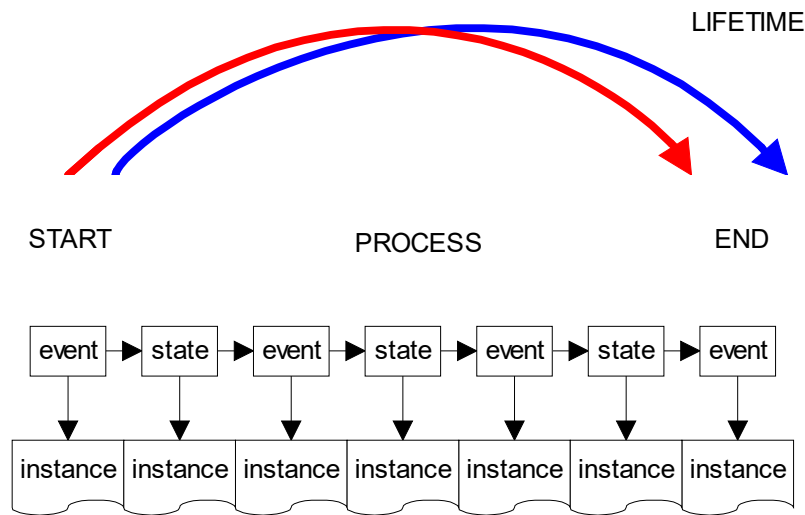 LIFETIME
START PROCESS END
event state event state event state event
instance instance instance instance instance instance instance